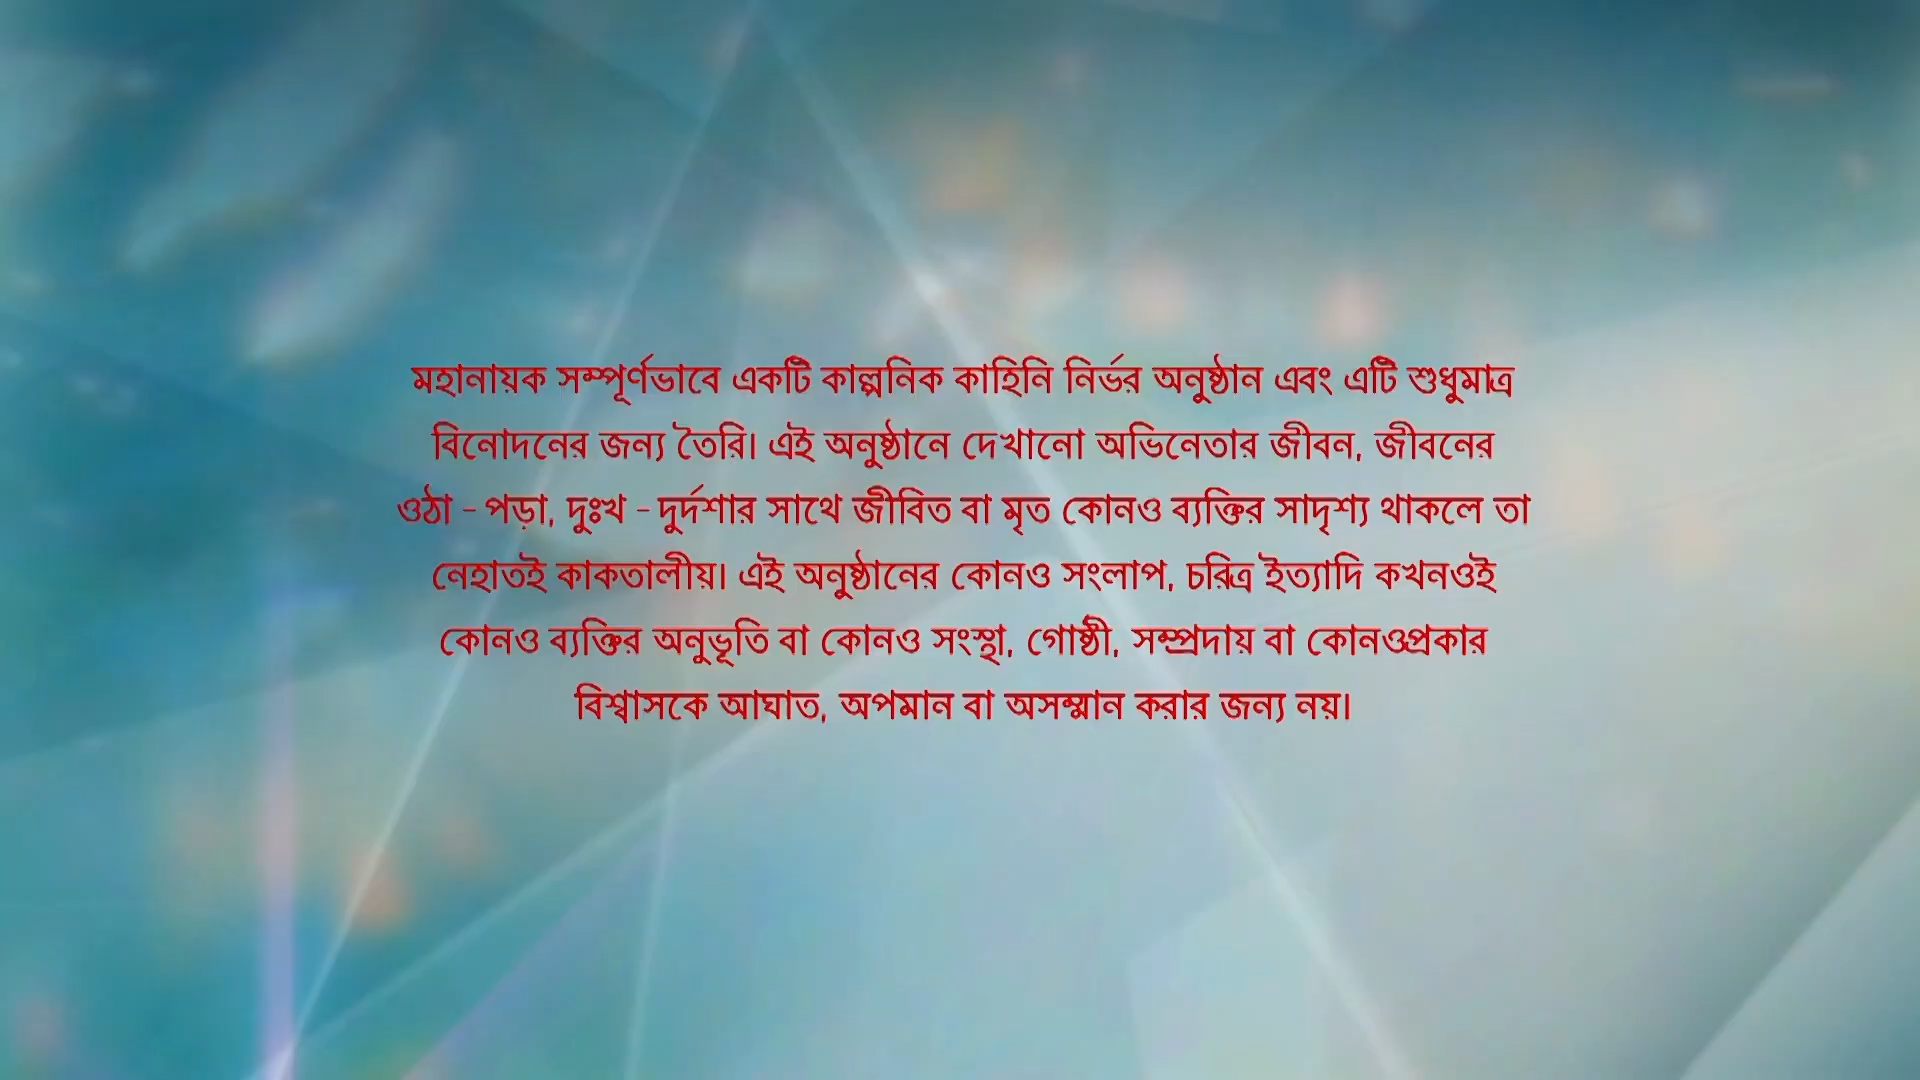 মহানায়ক সম্পূর্ণভাবে একটি কাল্পনিক কাহিনি নির্ভর অনুষ্ঠান এবং এটি শুধুমাত্র
বিনোদনের জন্য তৈরি। এই অনুষ্ঠানে দেখানো অভিনেতার জীবন, জীবনের
ওঠা - পড়া, দুঃখ - দুর্দশার সাথে জীবিত বা মৃত কোনও ব্যক্তির সাদৃশ্য থাকলে তা
নেহাতই কাকতালীয়। এই অনুষ্ঠানের কোনও সংলাপ, চরিত্র ইত্যাদি কখনওই
কোনও ব্যক্তির অনুভূতি বা কোনও সংস্থা, গোষ্ঠী, সম্প্রদায় বা কোনওপ্রকার
বিশ্বাসকে আঘাত, অপমান বা অসম্মান করার জন্য নয়।